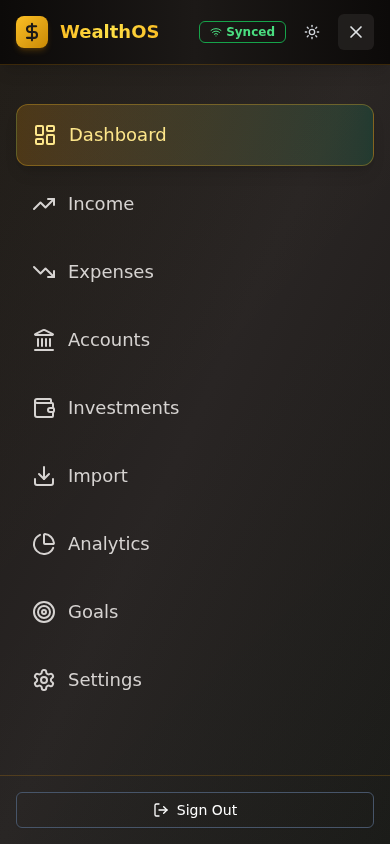 WealthOS
Synced
Dashboard
Income
Expenses
Accounts
Investments
Import
Analytics
Goals
Settings
Sign Out